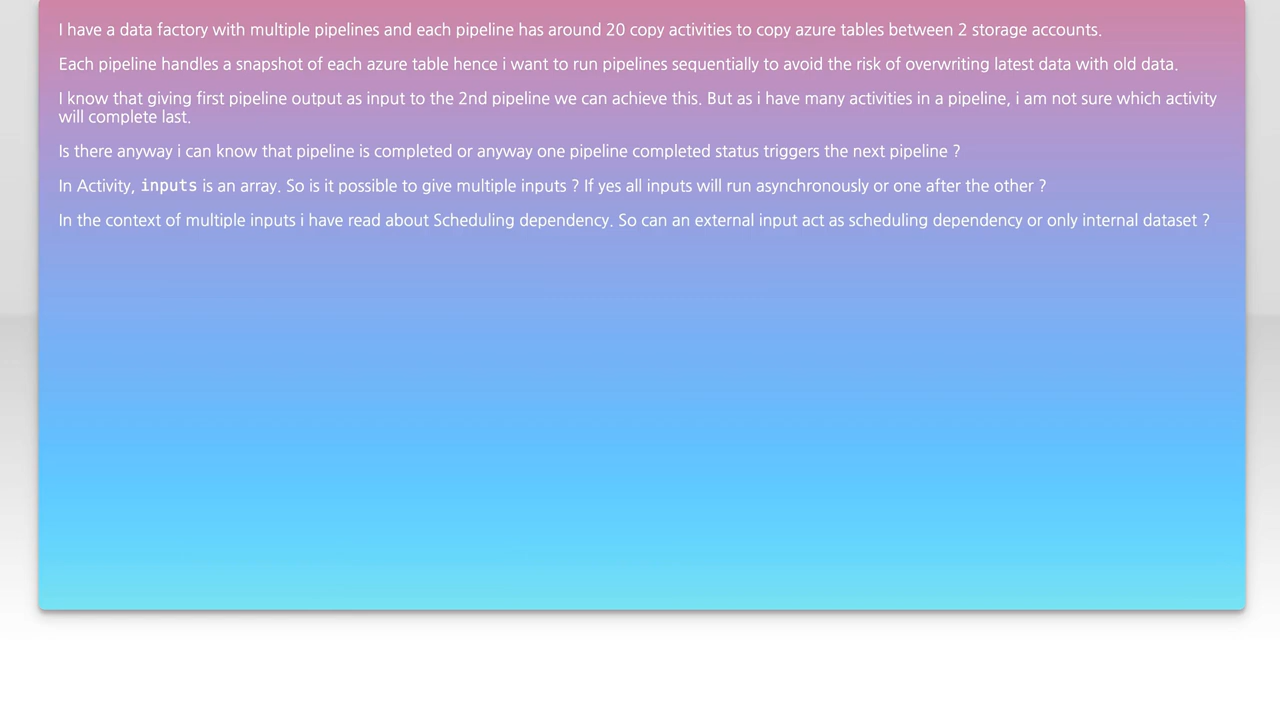 I have a data factory with multiple pipelines and each pipeline has around 20 copy activities to copy azure tables between 2 storage accounts.
Each pipeline handles a snapshot of each azure table hence i want to run pipelines sequentially to avoid the risk of overwriting latest data with old data.
I know that giving first pipeline output as input to the 2nd pipeline we can achieve this. But as i have many activities in a pipeline, i am not sure which activity
will complete last.
Is there anyway i can know that pipeline is completed or anyway one pipeline completed status triggers the next pipeline ?
In Activity, inputs is an array. So is it possible to give multiple inputs ? If yes all inputs will run asynchronously or one after the other ?
In the context of multiple inputs i have read about Scheduling dependency. So can an external input act as scheduling dependency or only internal dataset ?